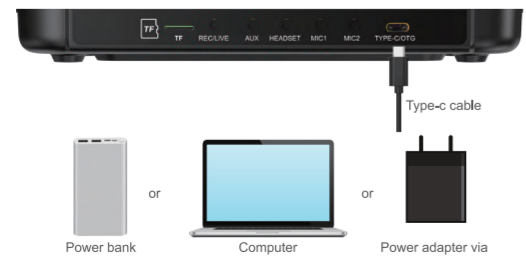 TF
TF REC/LIVE AUX HEADSET MIC1 MIC2 TYPE-C/OTG
Type-c cable
or or
Power bank Computer Power adapter via